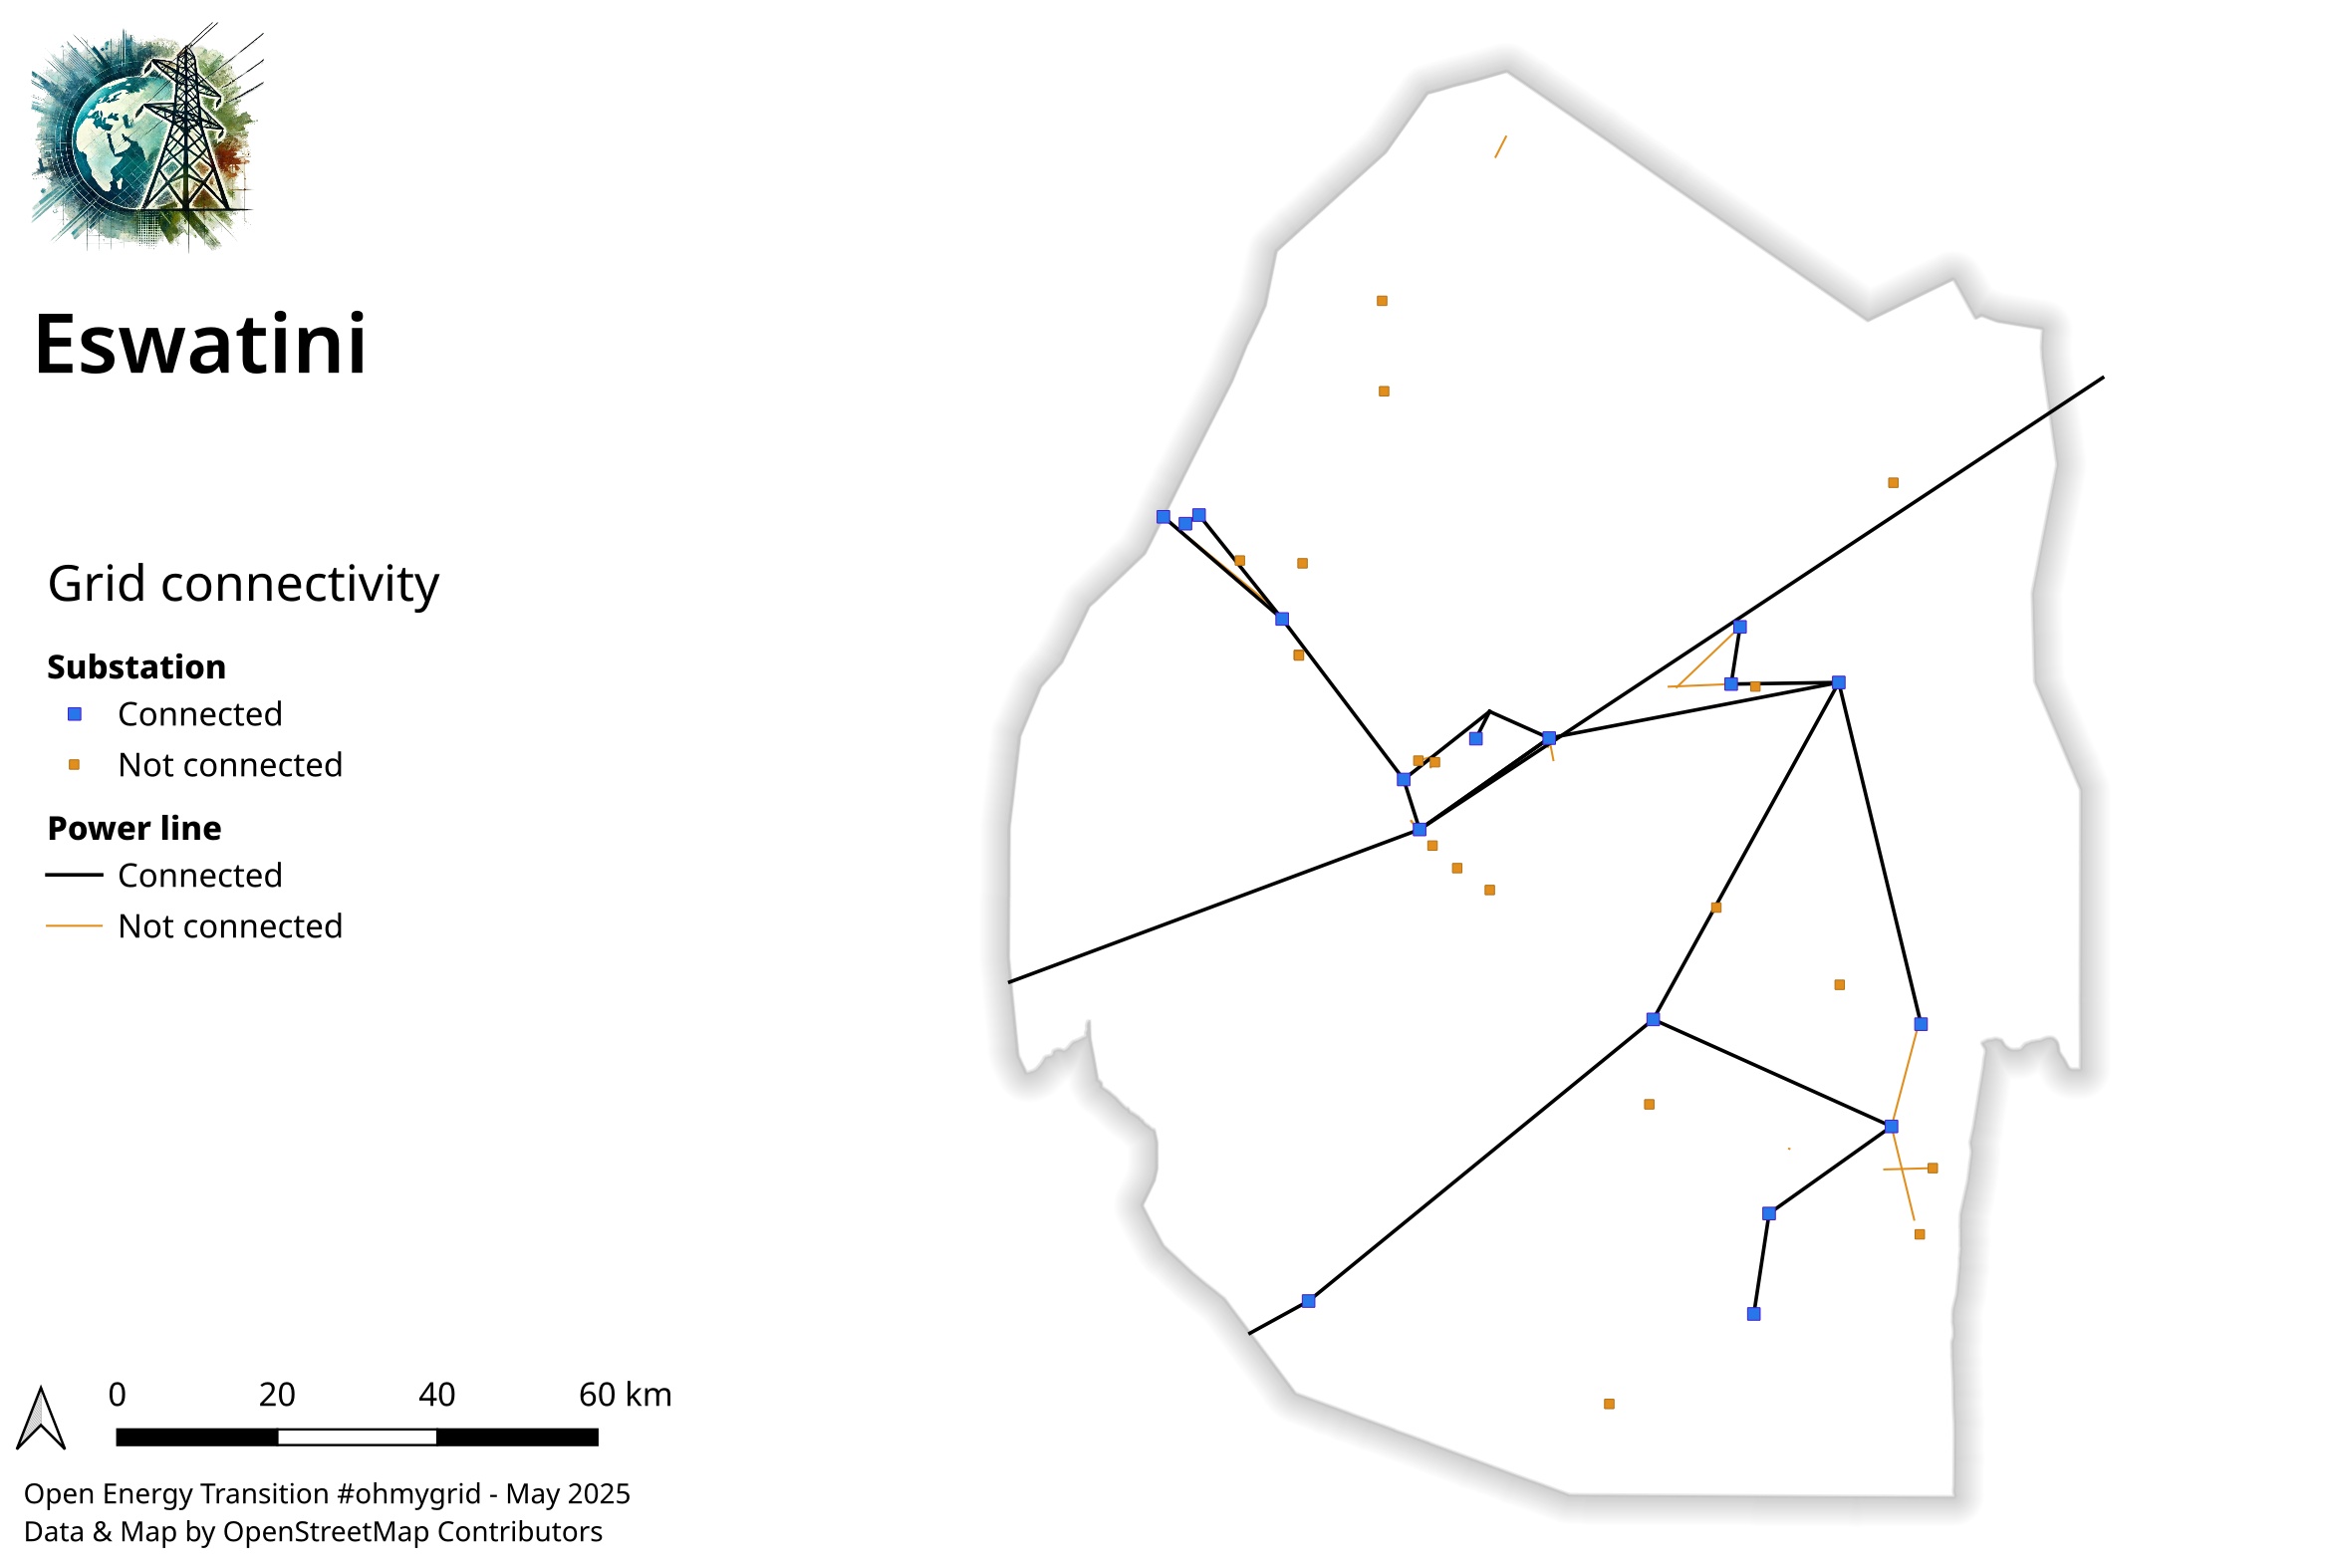 Eswatini
Grid connectivity
Substation
Connected
Not connected
Power line
Connected
Not connected
0 20 40 60 km
Open Energy Transition #ohmygrid - May 2025
Data & Map by OpenStreetMap Contributors